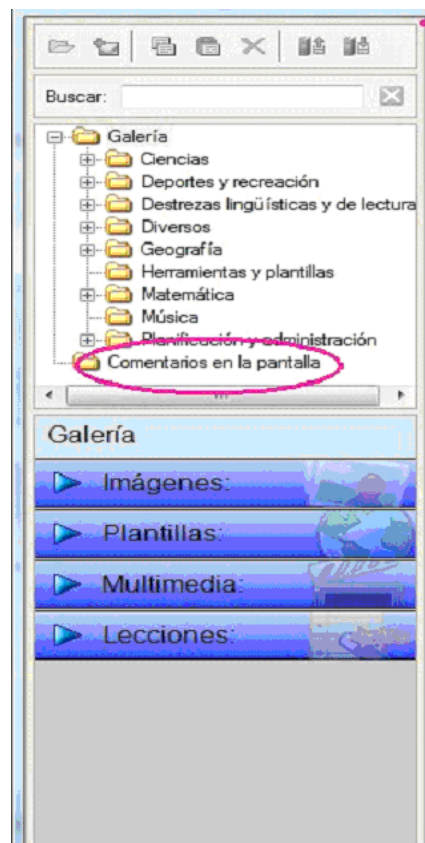 Buscar:
Galería
Ciencias
Deportes y recreación
Destrezas lingüísticas y de lectura
Diversos
Geografía
Herramientas y plantillas
Matemática
Música
Planificación y administración
Comentarios en la pantalla
Galería
Imágenes:
Plantillas:
Multimedia:
Lecciones: